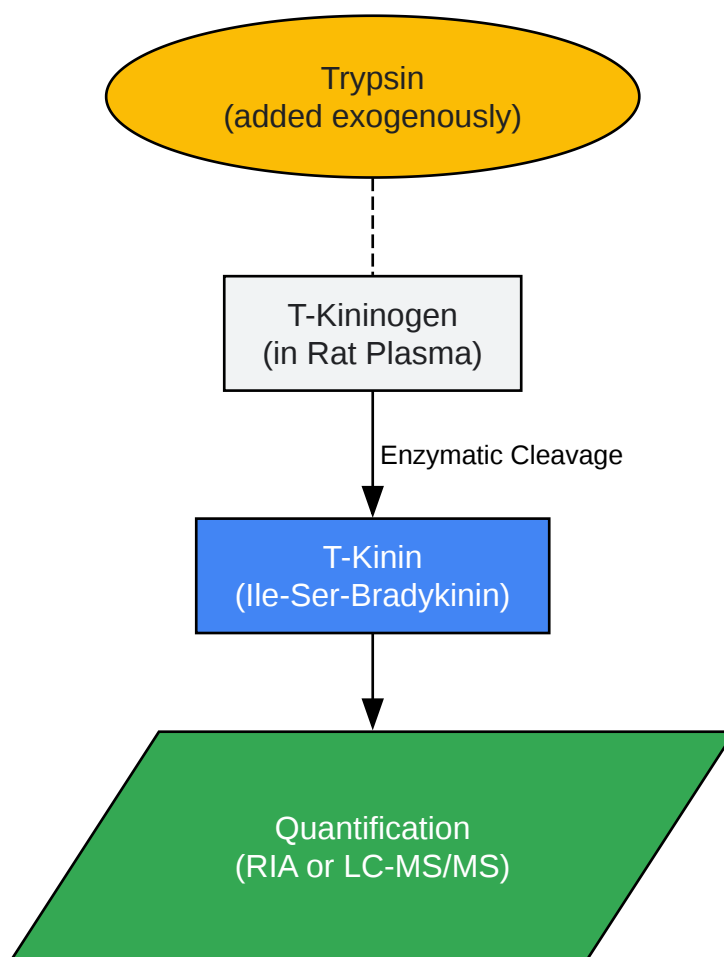 Trypsin
(added exogenously)
T-Kininogen
(in Rat Plasma)
Enzymatic Cleavage
T-Kinin
(Ile-Ser-Bradykinin)
Quantification
(RIA or LC-MS/MS)